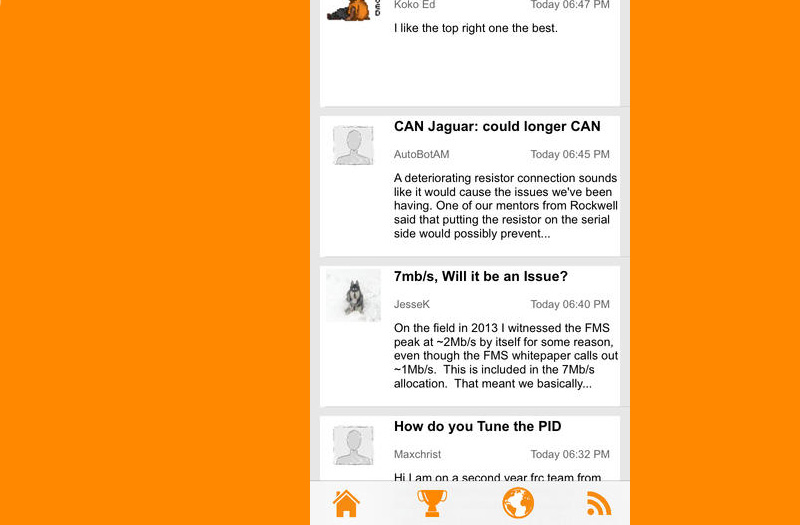 Koko Ed Today 06:47 PM
I like the top right one the best.
CAN Jaguar: could longer CAN
AutoBotAM Today 06:45 PM
A deteriorating resistor connection sounds
like it would cause the issues we've been
having. One of our mentors from Rockwell
said that putting the resistor on the serial
side would possibly prevent...
7mb/s, Will it be an Issue?
JesseK Today 06:40 PM
On the field in 2013 I witnessed the FMS
peak at ~2Mb/s by itself for some reason,
even though the FMS whitepaper calls out
~1Mb/s. This is included in the 7Mb/s
allocation. That meant we basically...
How do you Tune the PID
Maxchrist Today 06:32 PM
Hi I am on a second year frc team from